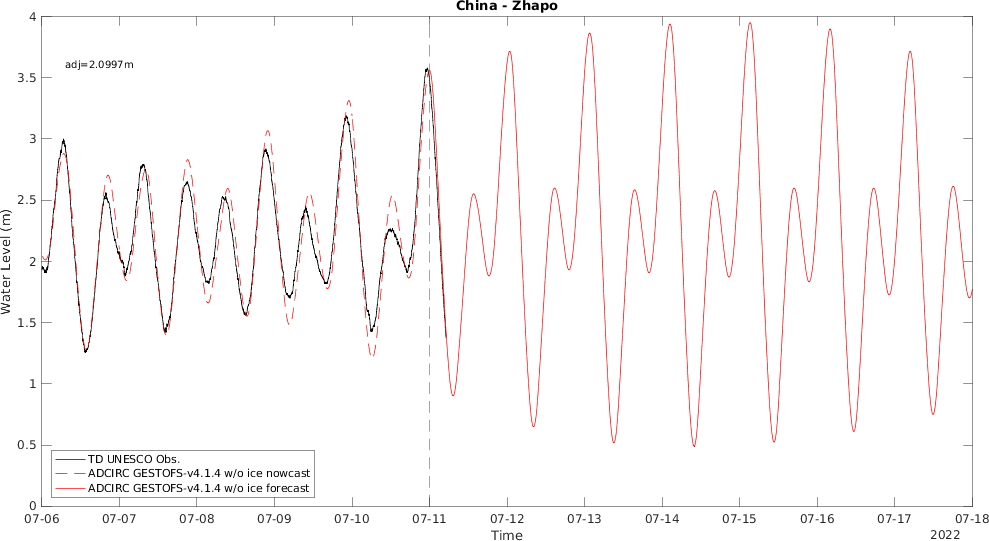 China - Zhapo
adj=2.0997m
4
3.5
3
2.5
2
1.5
1
0.5
0
Water Level (m)
TD UNESCO Obs.
ADCIRC GESTOFS-v4.1.4 w/o ice nowcast
ADCIRC GESTOFS-v4.1.4 w/o ice forecast
07-06 07-07 07-08 07-09 07-10 07-11 07-12 07-13 07-14 07-15 07-16 07-17 07-18
Time
2022